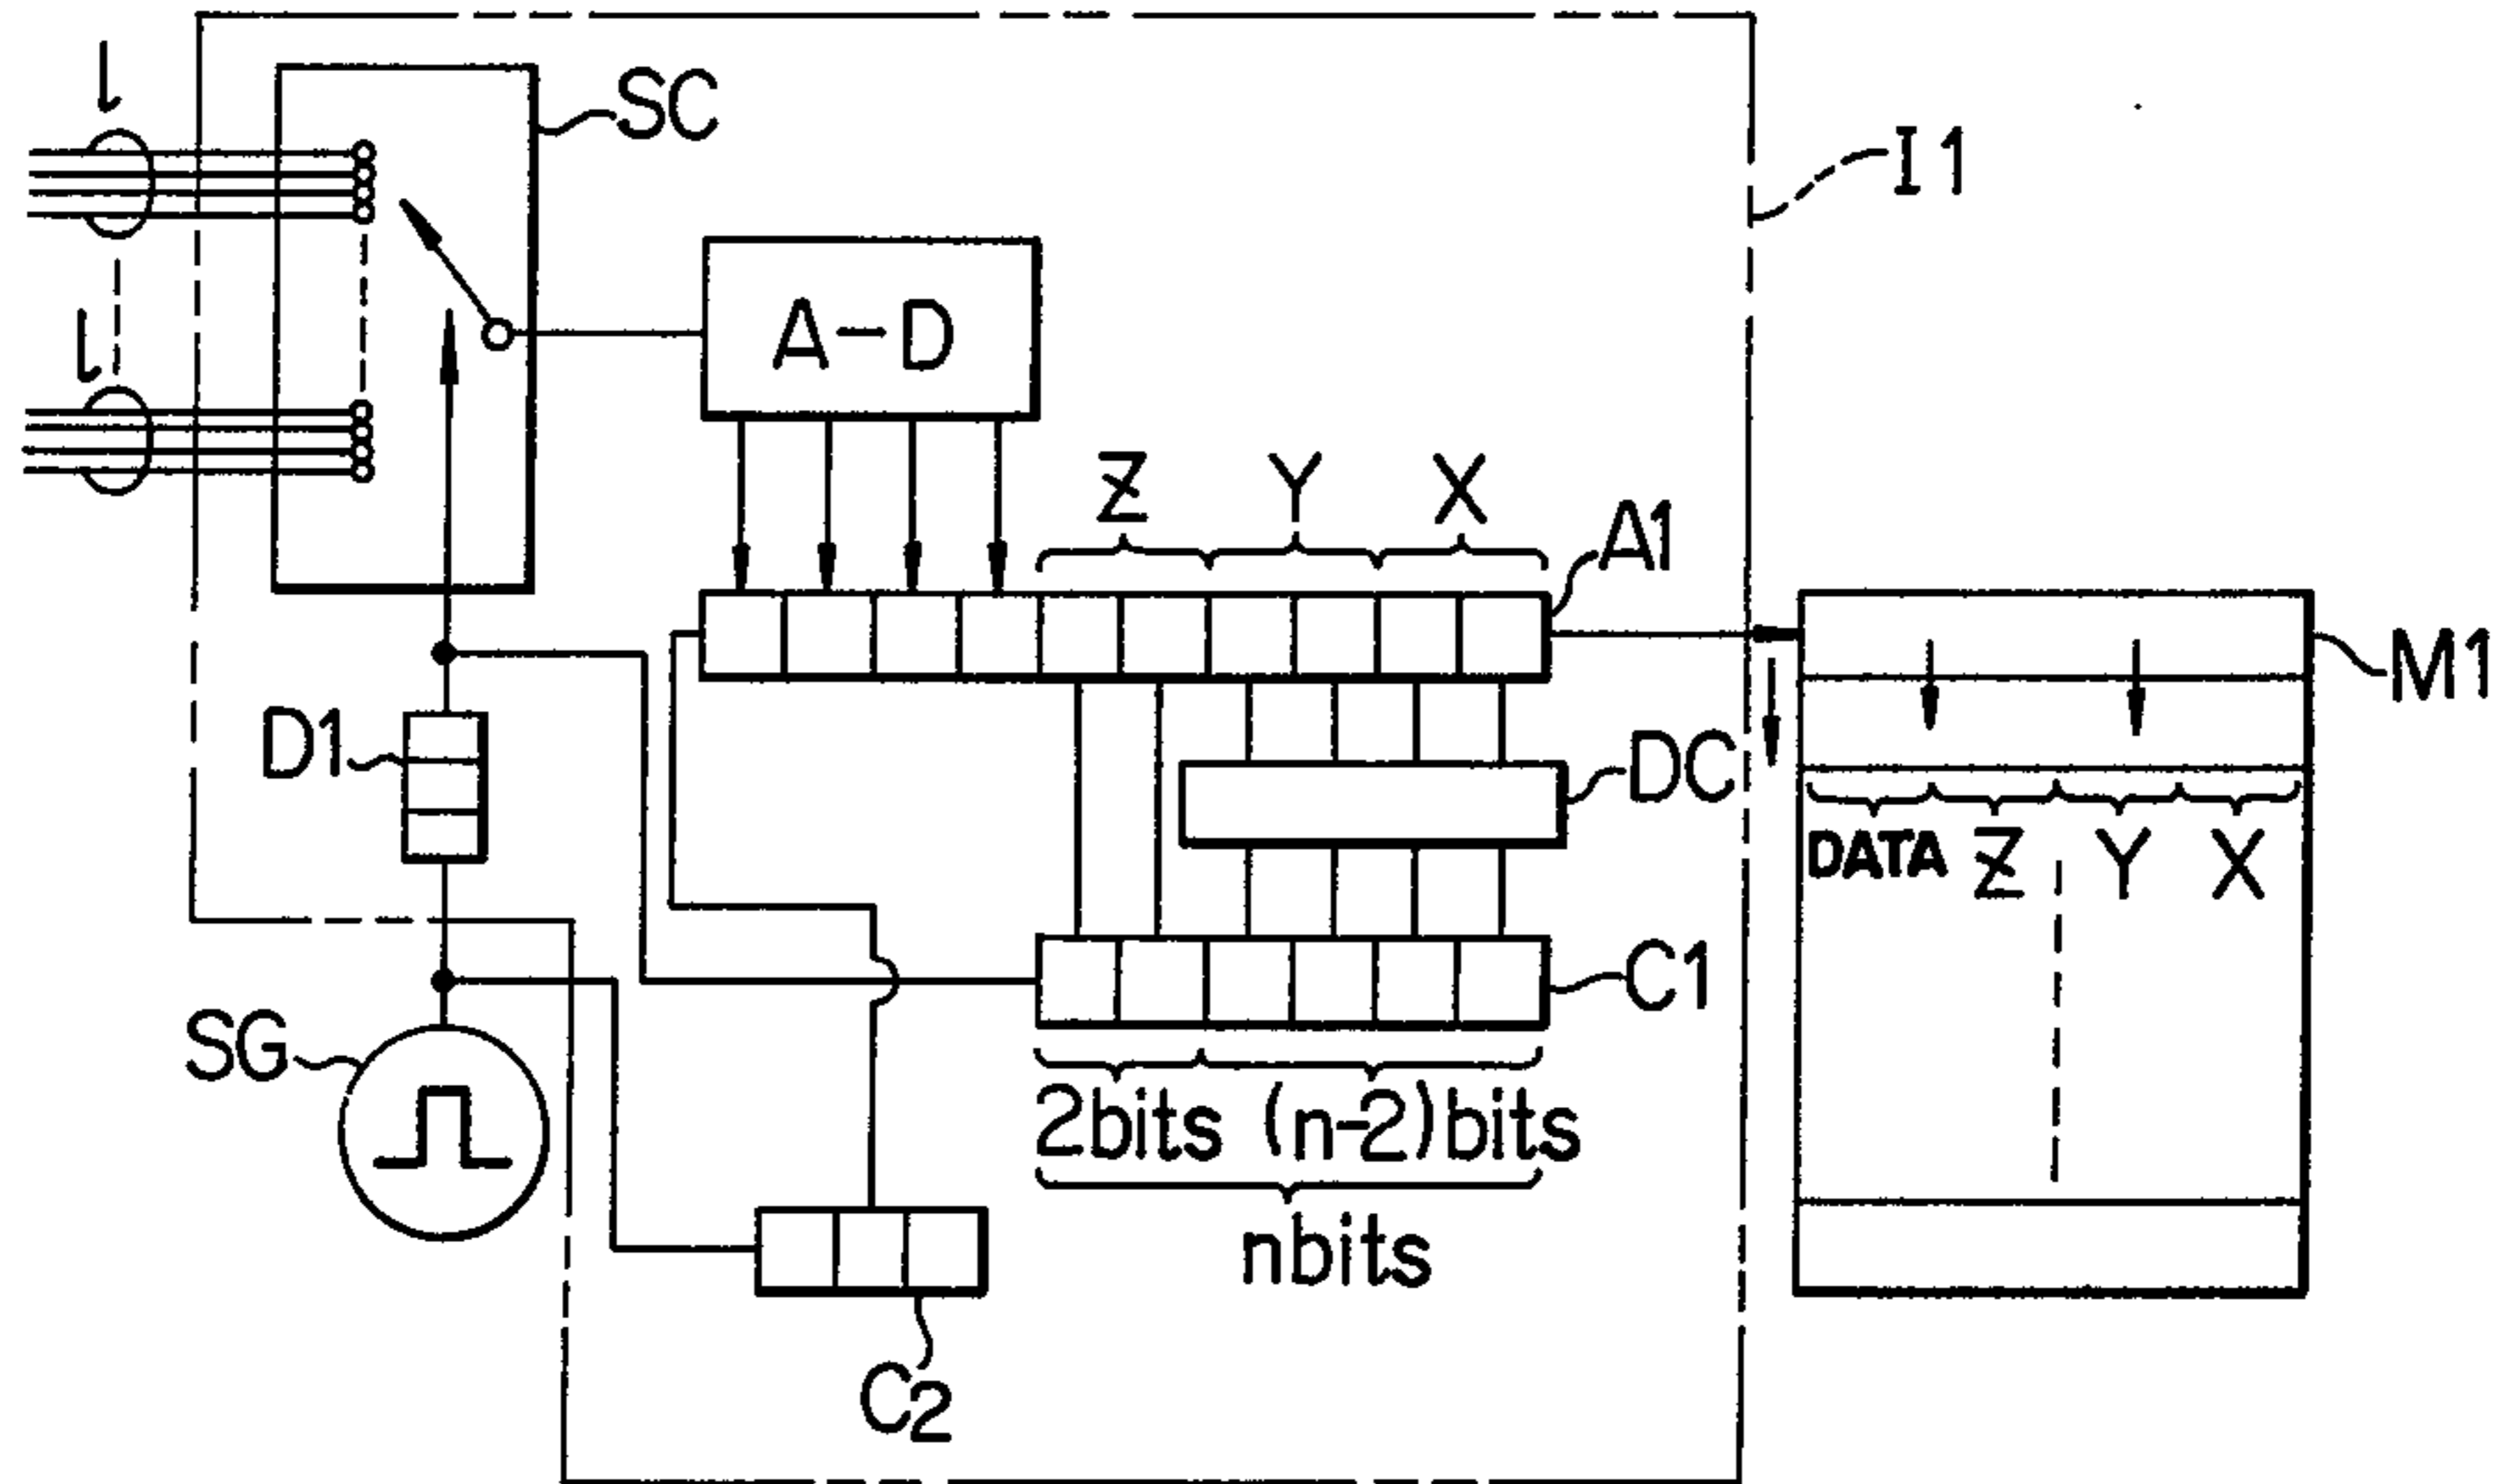 l
SC
I1
l
A-D
Z Y X
A1
M1
D1
DC
DATA Z Y X
C1
SG
2bits (n-2)bits
nbits
C2